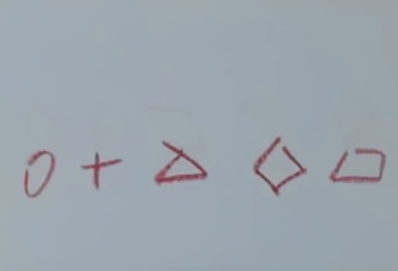 0 + △ ◇ ▱